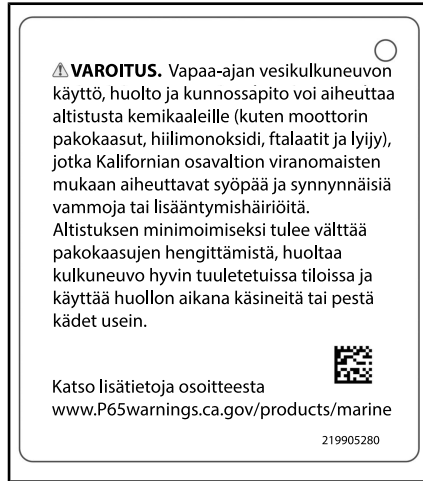 ⚠ VAROITUS. Vapaa-ajan vesikulkuneuvon
käyttö, huolto ja kunnossapito voi aiheuttaa
altistusta kemikaaleille (kuten moottorin
pakokaasut, hiilimonoksidi, ftalaatit ja lyijy),
jotka Kalifornian osavaltion viranomaisten
mukaan aiheuttavat syöpää ja synnynnäisiä
vammoja tai lisääntymishäiriöitä.
Altistuksen minimoimiseksi tulee välttää
pakokaasujen hengittämistä, huoltaa
kulkuneuvo hyvin tuuletetuissa tiloissa ja
käyttää huollon aikana käsineitä tai pestä
kädet usein.
Katso lisätietoja osoitteesta
www.P65warnings.ca.gov/products/marine
219905280